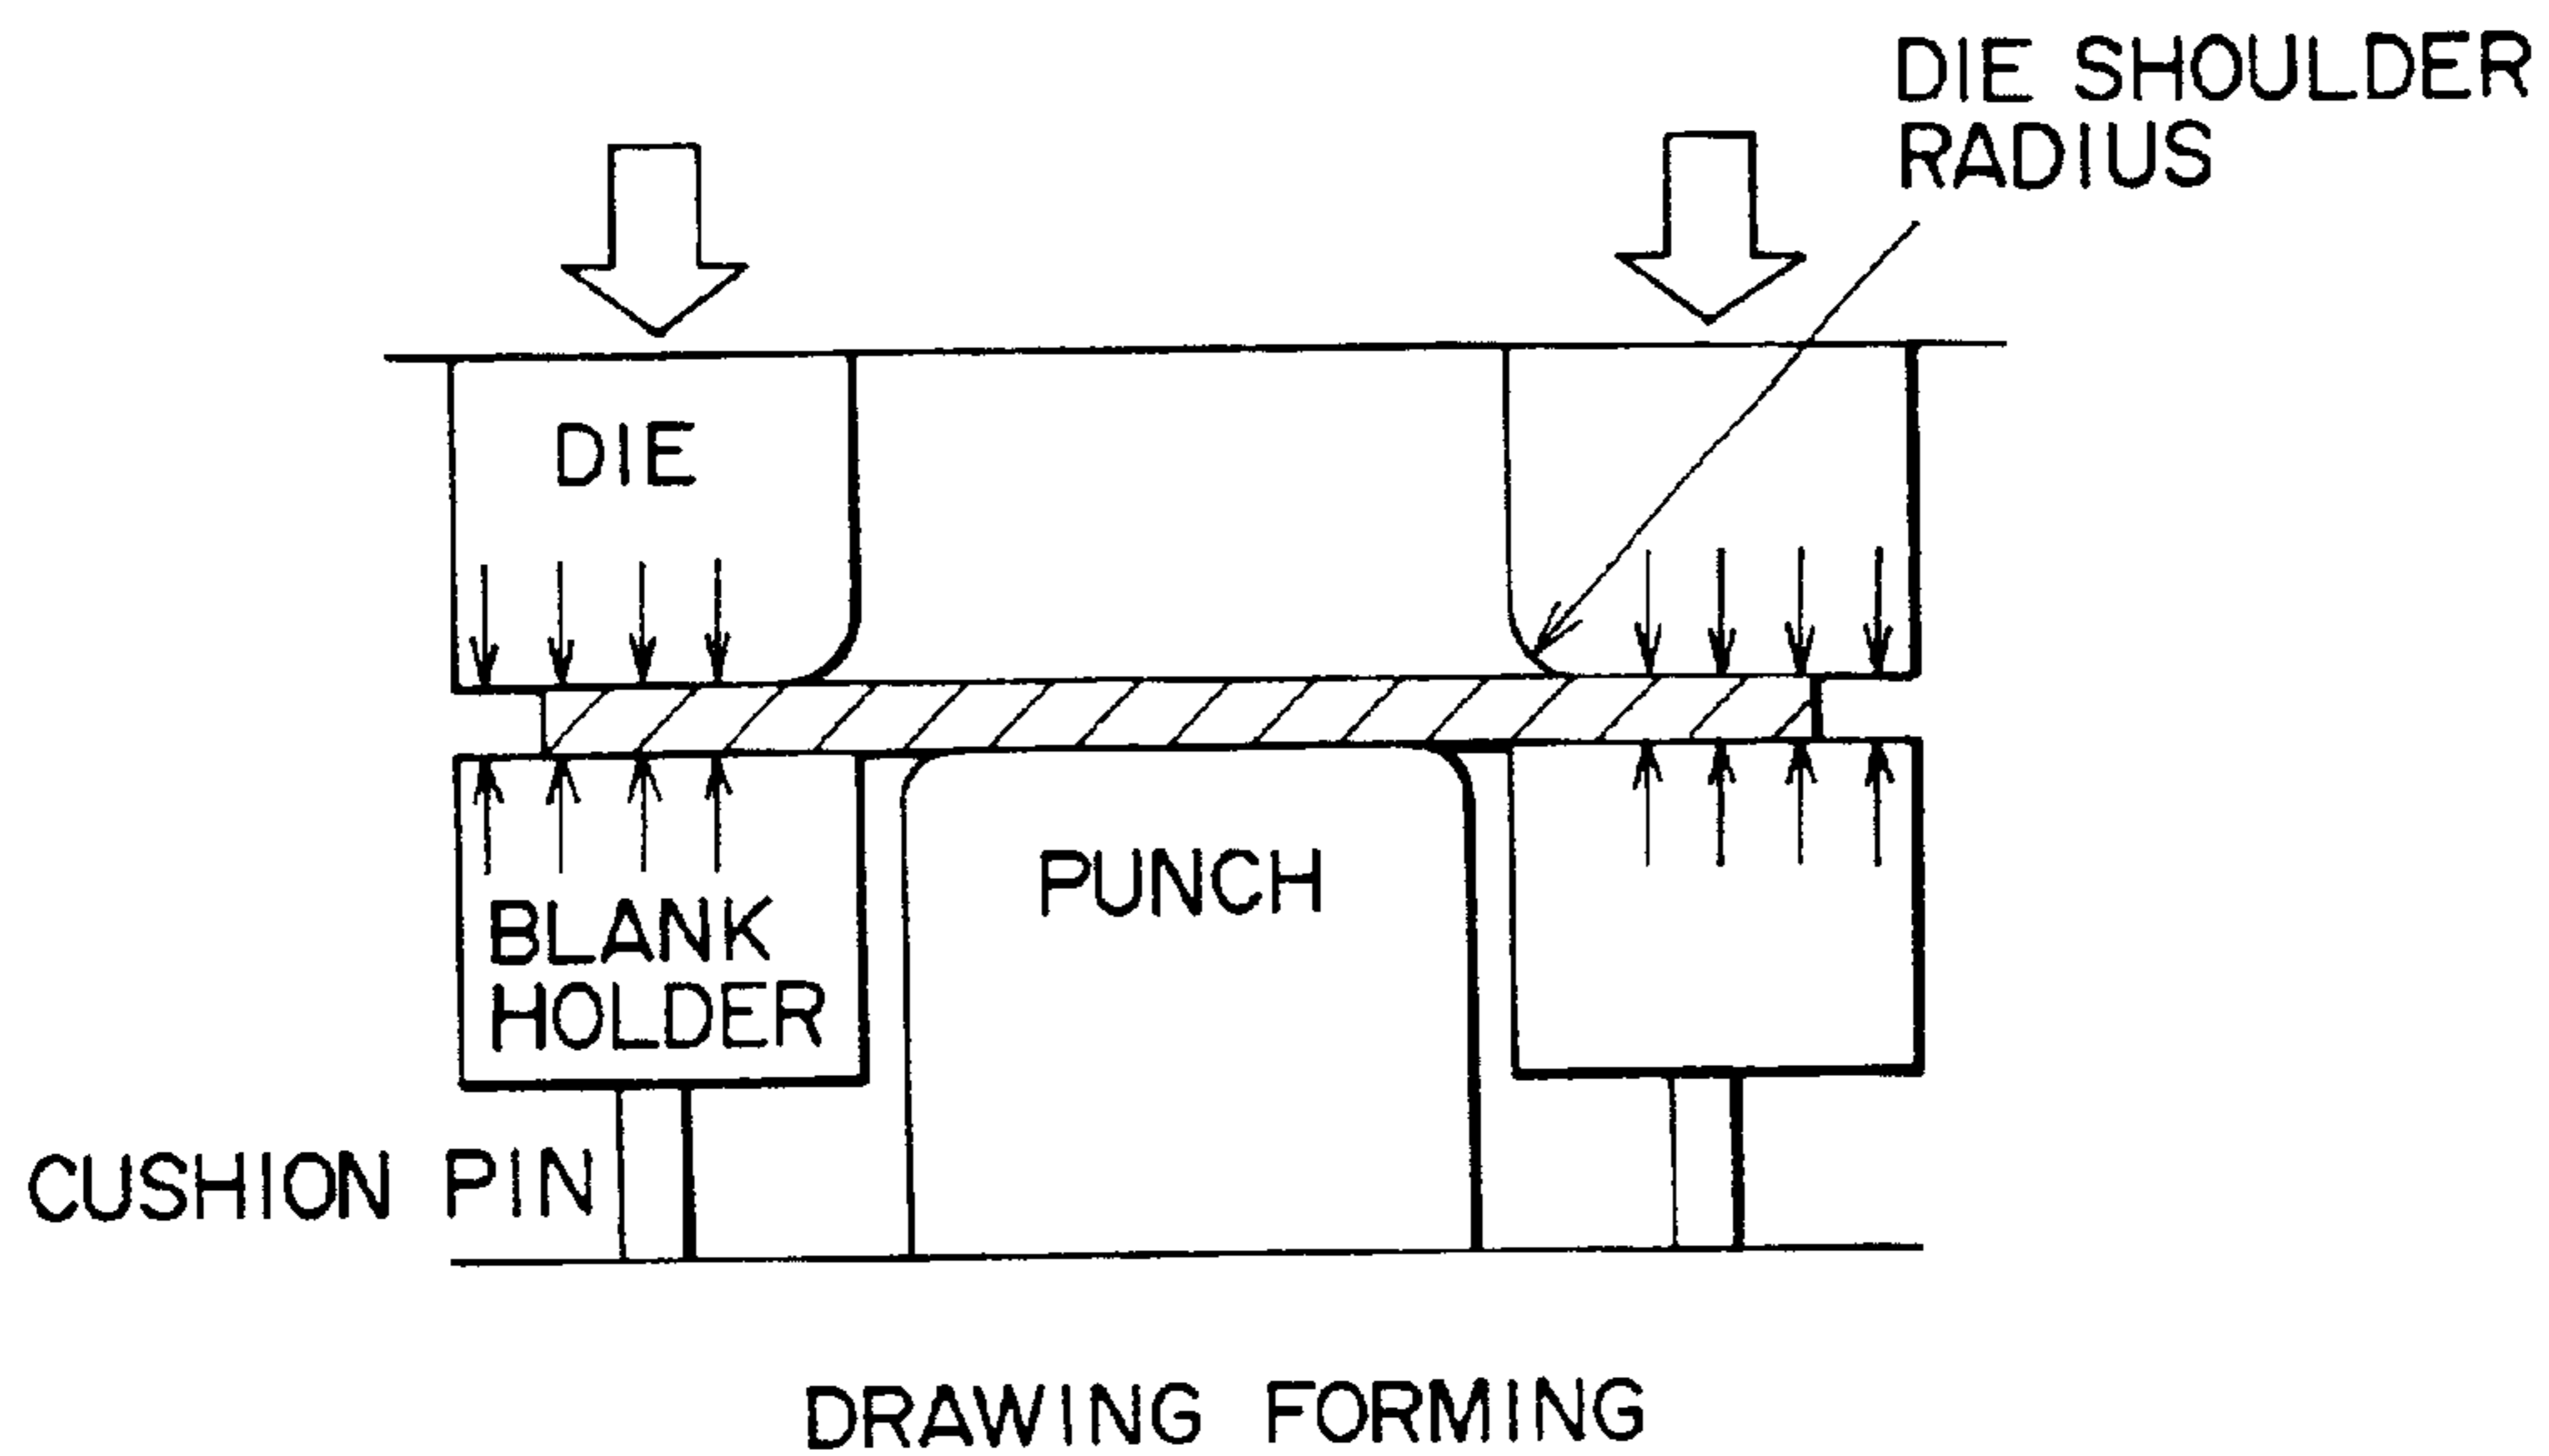 DIE SHOULDER
RADIUS
DIE
PUNCH
BLANK
HOLDER
CUSHION PIN
DRAWING FORMING